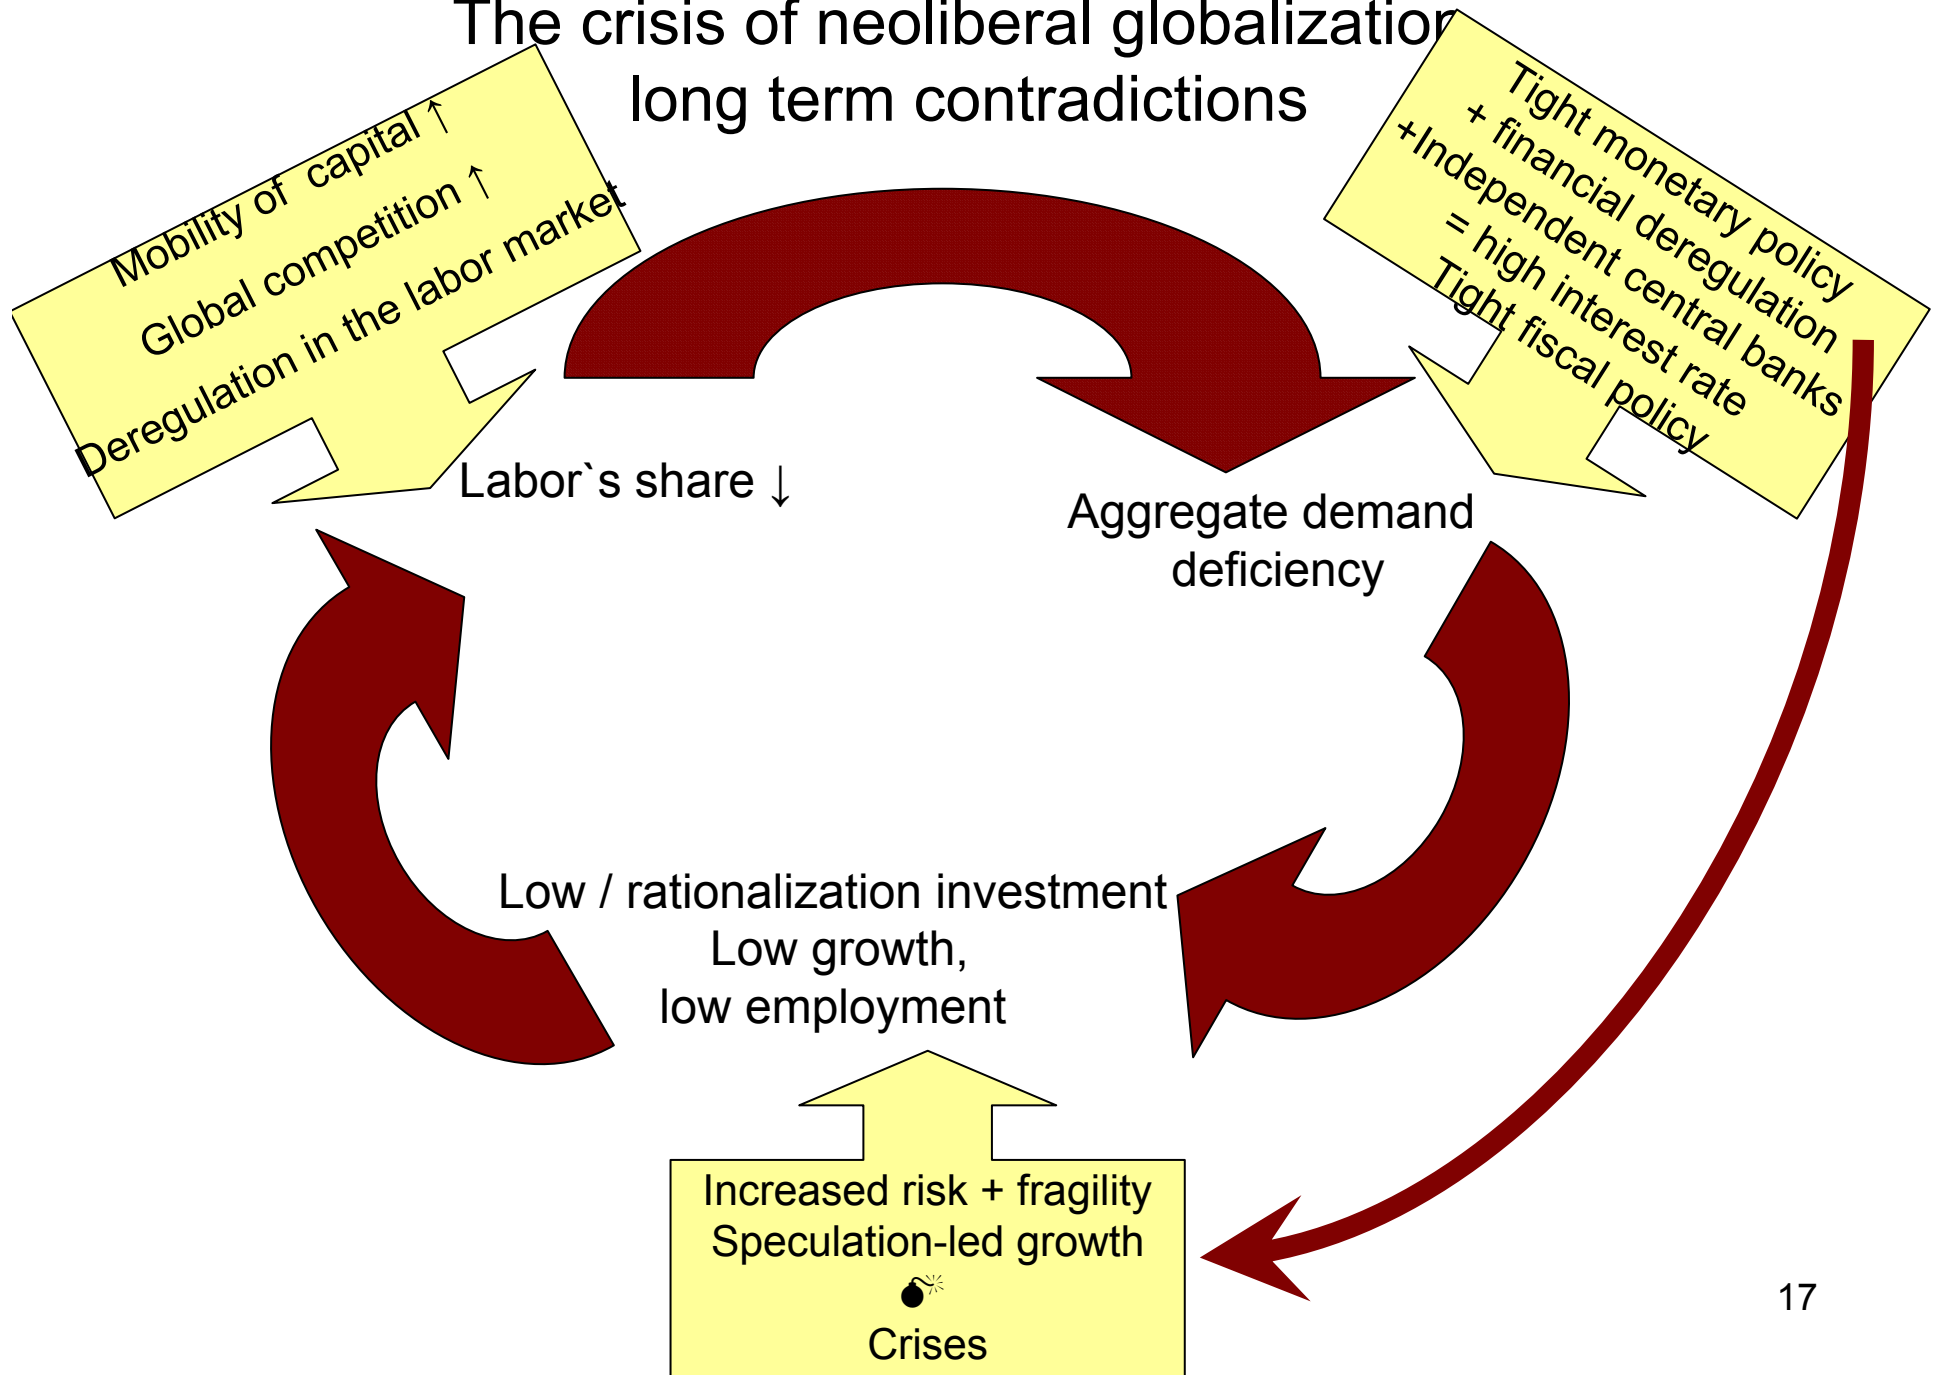 The crisis of neoliberal globalization
long term contradictions
Mobility of capital ↑
Global competition ↑
Deregulation in the labor market
Tight monetary policy
+ financial deregulation
+Independent central banks
= high interest rate
Tight fiscal policy
Labor`s share ↓
Aggregate demand
deficiency
Low / rationalization investment
Low growth,
low employment
Increased risk + fragility
Speculation-led growth
💣
Crises
17